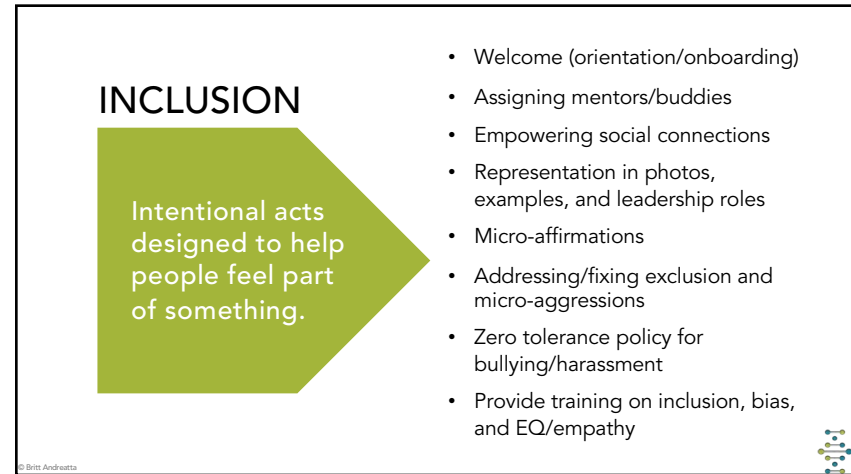 INCLUSION
Intentional acts
designed to help
people feel part
of something.
• Welcome (orientation/onboarding)
• Assigning mentors/buddies
• Empowering social connections
• Representation in photos,
examples, and leadership roles
• Micro-affirmations
• Addressing/fixing exclusion and
micro-aggressions
• Zero tolerance policy for
bullying/harassment
• Provide training on inclusion, bias,
and EQ/empathy
© Britt Andreatta